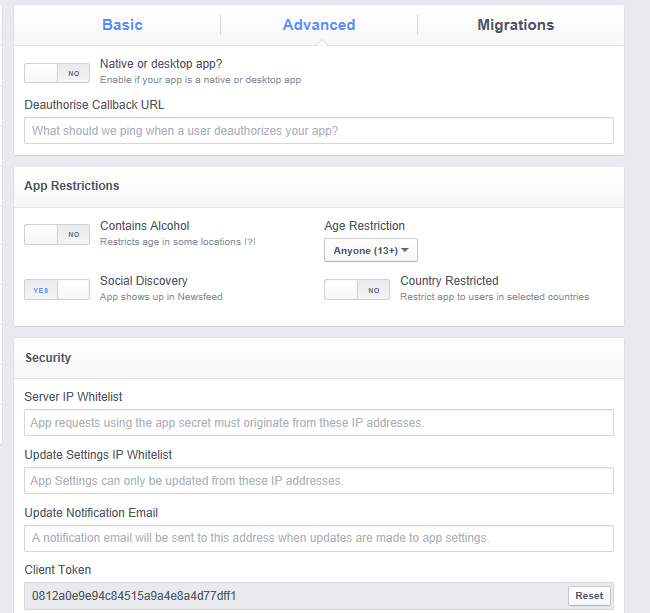 Basic
Advanced
Migrations
NO
Native or desktop app?
Enable if your app is a native or desktop app
Deauthorise Callback URL
What should we ping when a user deauthorizes your app?
App Restrictions
NO
Contains Alcohol
Restricts age in some locations [?]
Age Restriction
Anyone (13+)
YES
Social Discovery
App shows up in Newsfeed
NO
Country Restricted
Restrict app to users in selected countries
Security
Server IP Whitelist
App requests using the app secret must originate from these IP addresses.
Update Settings IP Whitelist
App Settings can only be updated from these IP addresses.
Update Notification Email
A notification email will be sent to this address when updates are made to app settings.
Client Token
0812a0e9e94c84515a9a4e8a4d77dff1
Reset